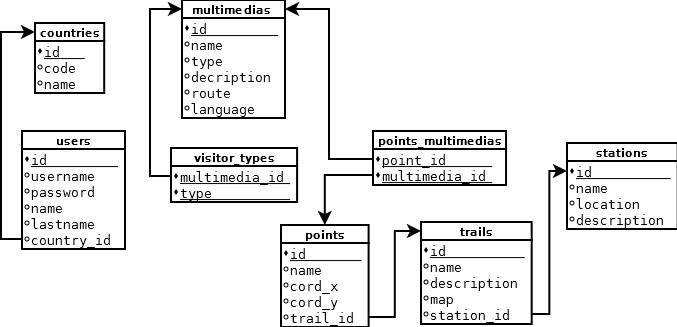 countries
id
code
name
multimedias
id
name
type
decription
route
language
users
id
username
password
name
lastname
country_id
visitor_types
multimedia_id
type
points_multimedias
point_id
multimedia_id
stations
id
name
location
description
points
id
name
cord_x
cord_y
trail_id
trails
id
name
description
map
station_id